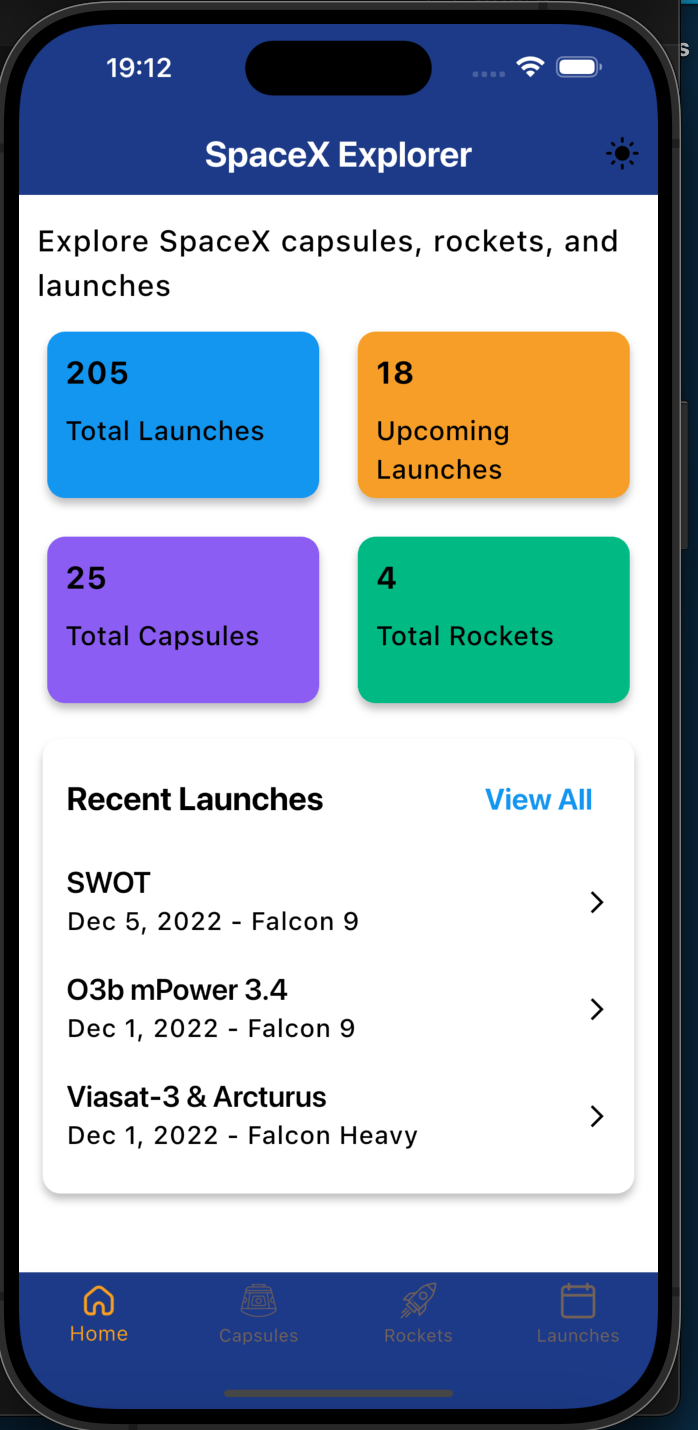 19:12
SpaceX Explorer
Explore SpaceX capsules, rockets, and
launches
205
Total Launches
18
Upcoming
Launches
25
Total Capsules
4
Total Rockets
Recent Launches
View All
SWOT
Dec 5, 2022 - Falcon 9
O3b mPower 3.4
Dec 1, 2022 - Falcon 9
Viasat-3 & Arcturus
Dec 1, 2022 - Falcon Heavy
Home
Capsules
Rockets
Launches